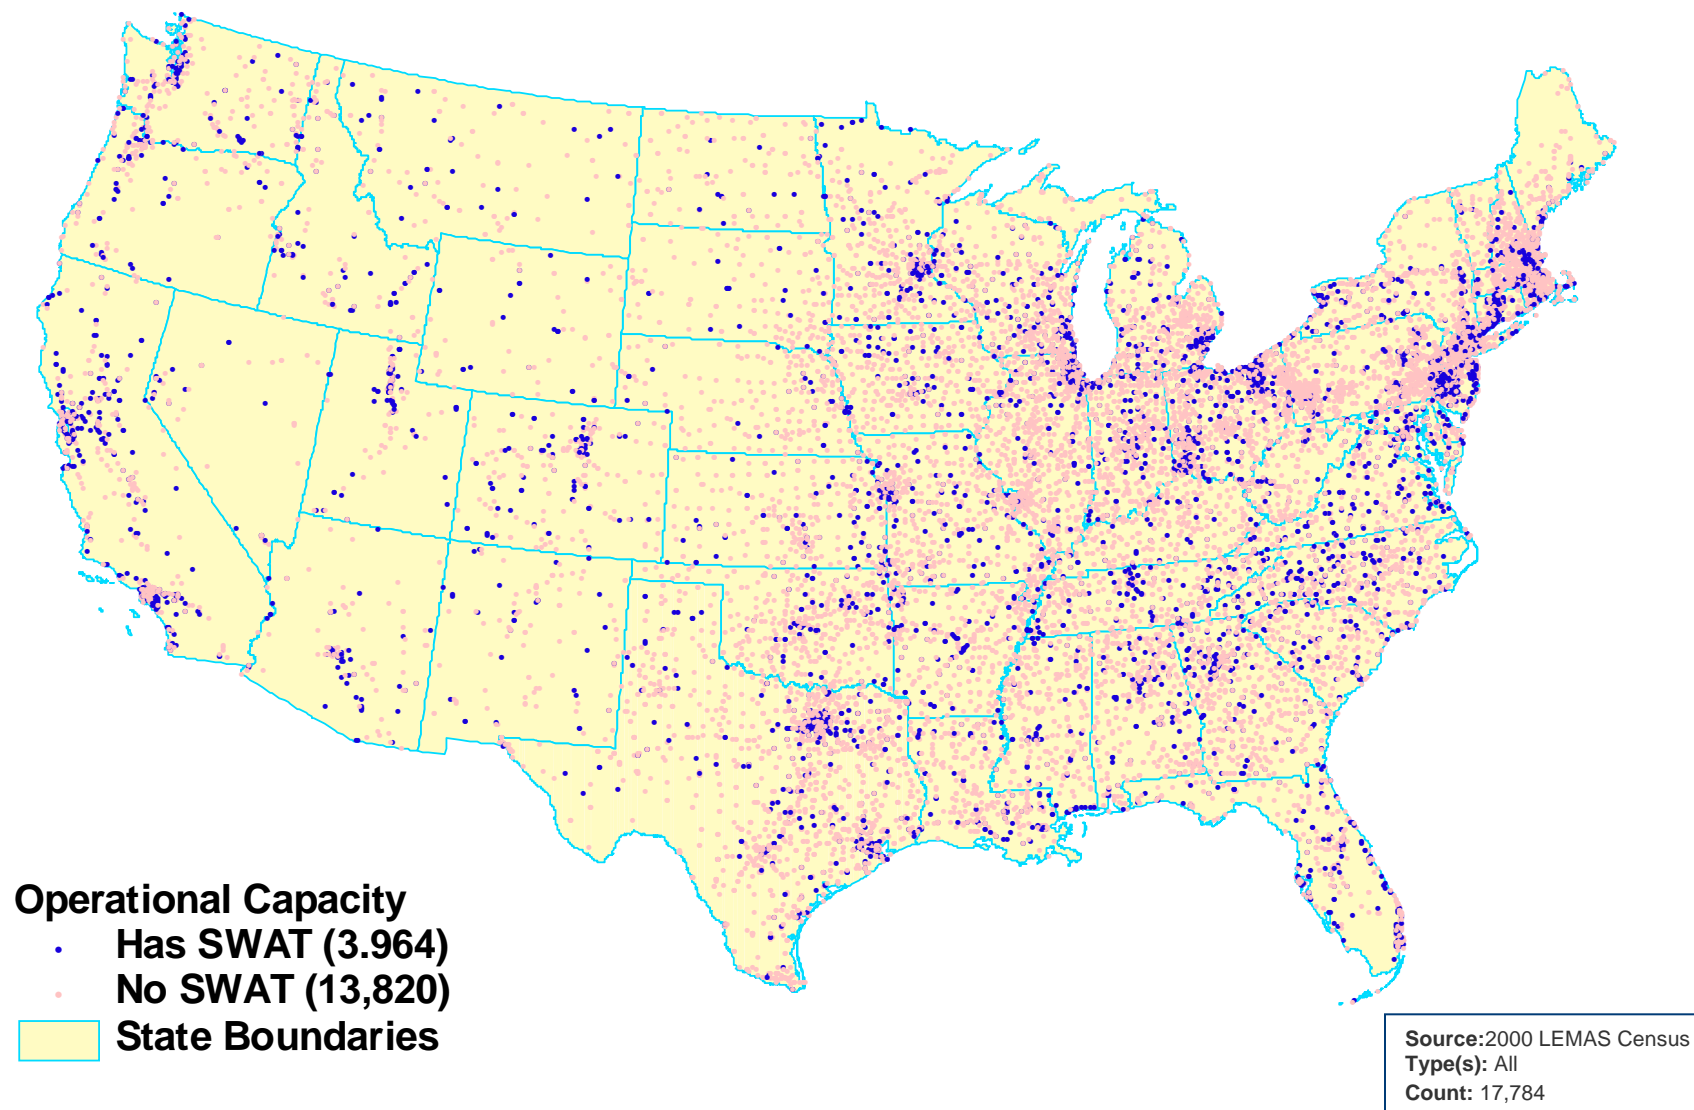 Operational Capacity
Has SWAT (3.964)
No SWAT (13,820)
State Boundaries
Source:2000 LEMAS Census
Type(s): All
Count: 17,784